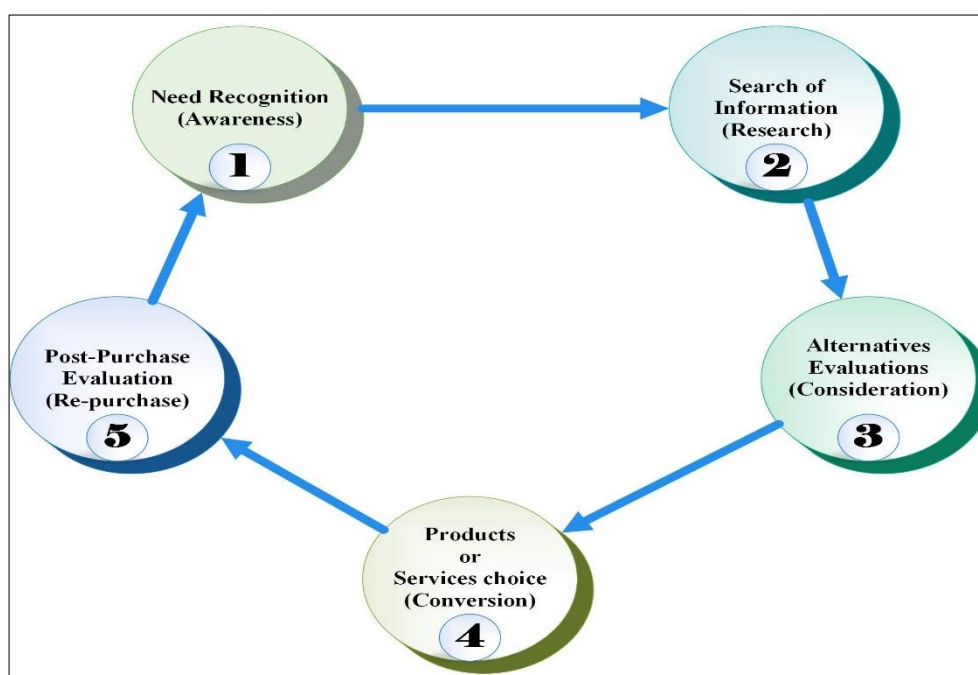 Need Recognition
(Awareness)
1
Search of
Information
(Research)
2
Alternatives
Evaluations
(Consideration)
3
Products
or
Services choice
(Conversion)
4
Post-Purchase
Evaluation
(Re-purchase)
5